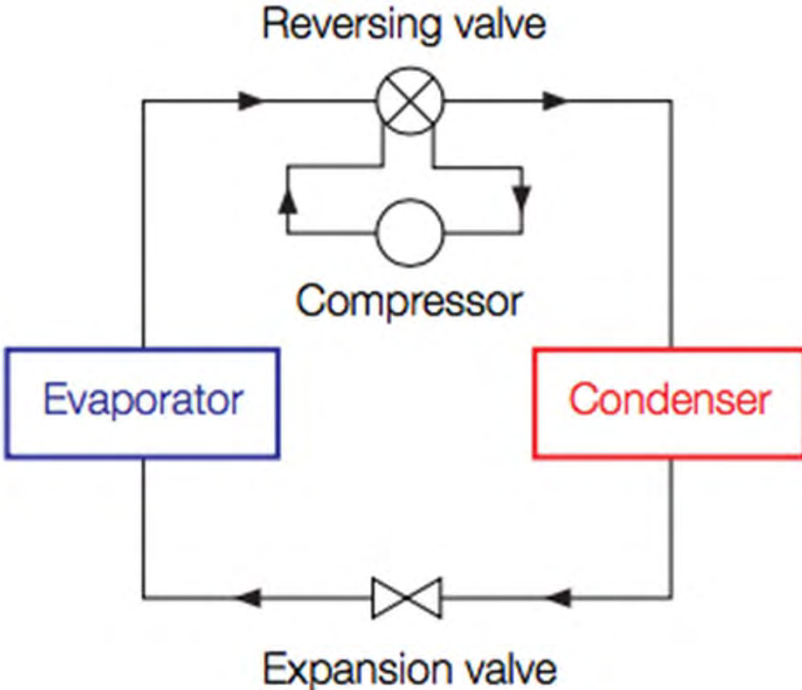 Reversing valve
Compressor
Evaporator
Condenser
Expansion valve